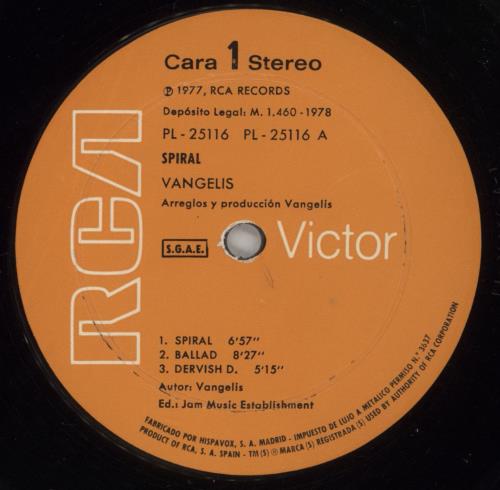 Cara 1 Stereo
℗ 1977, RCA RECORDS
Depósito Legal: M. 1.460 - 1978
PL - 25116 PL - 25116 A
SPIRAL
VANGELIS
Arreglos y producción Vangelis
RCA
S.G.A.E.
Victor
1. SPIRAL 6'57"
2. BALLAD 8'27"
3. DERVISH D. 5'15"
Autor: Vangelis
Ed.: Jam Music Establishment
FABRICADO POR HISPAVOX, S. A. MADRID - IMPUESTO DE LUJO A METALICO PERMISO N.º 3637
PRODUCT OF RCA, S. A. SPAIN - TM (S) ® MARCA (S) REGISTRADA (S) USED BY AUTHORITY OF RCA CORPORATION